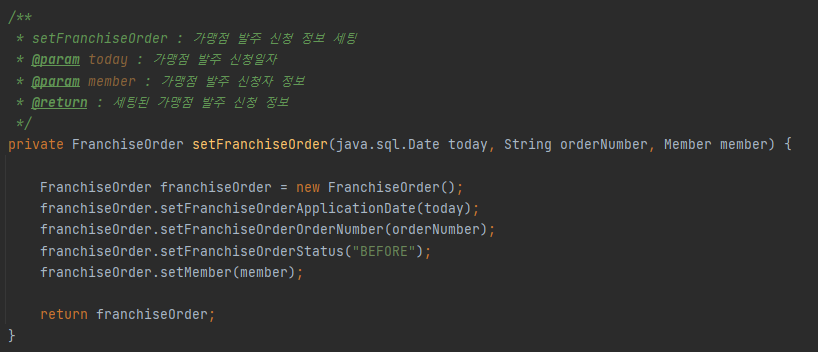 /**
 * setFranchiseOrder : 가맹점 발주 신청 정보 세팅
 * @param today : 가맹점 발주 신청일자
 * @param member : 가맹점 발주 신청자 정보
 * @return : 세팅된 가맹점 발주 신청 정보
 */
private FranchiseOrder setFranchiseOrder(java.sql.Date today, String orderNumber, Member member) {
    FranchiseOrder franchiseOrder = new FranchiseOrder();
    franchiseOrder.setFranchiseOrderApplicationDate(today);
    franchiseOrder.setFranchiseOrderOrderNumber(orderNumber);
    franchiseOrder.setFranchiseOrderStatus("BEFORE");
    franchiseOrder.setMember(member);
    return franchiseOrder;
}